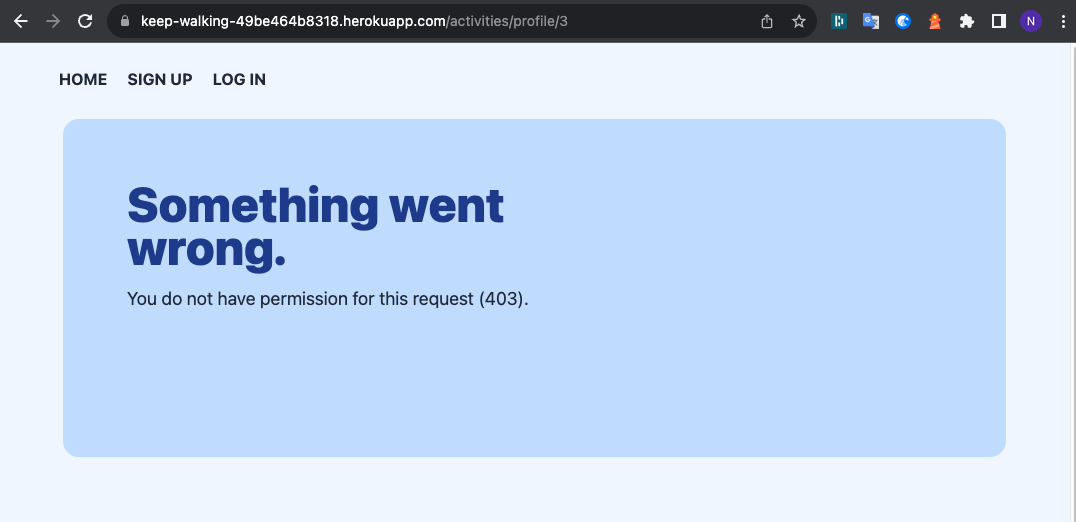 keep-walking-49be464b8318.herokuapp.com/activities/profile/3
N
HOME SIGN UP LOG IN
Something went
wrong.
You do not have permission for this request (403).